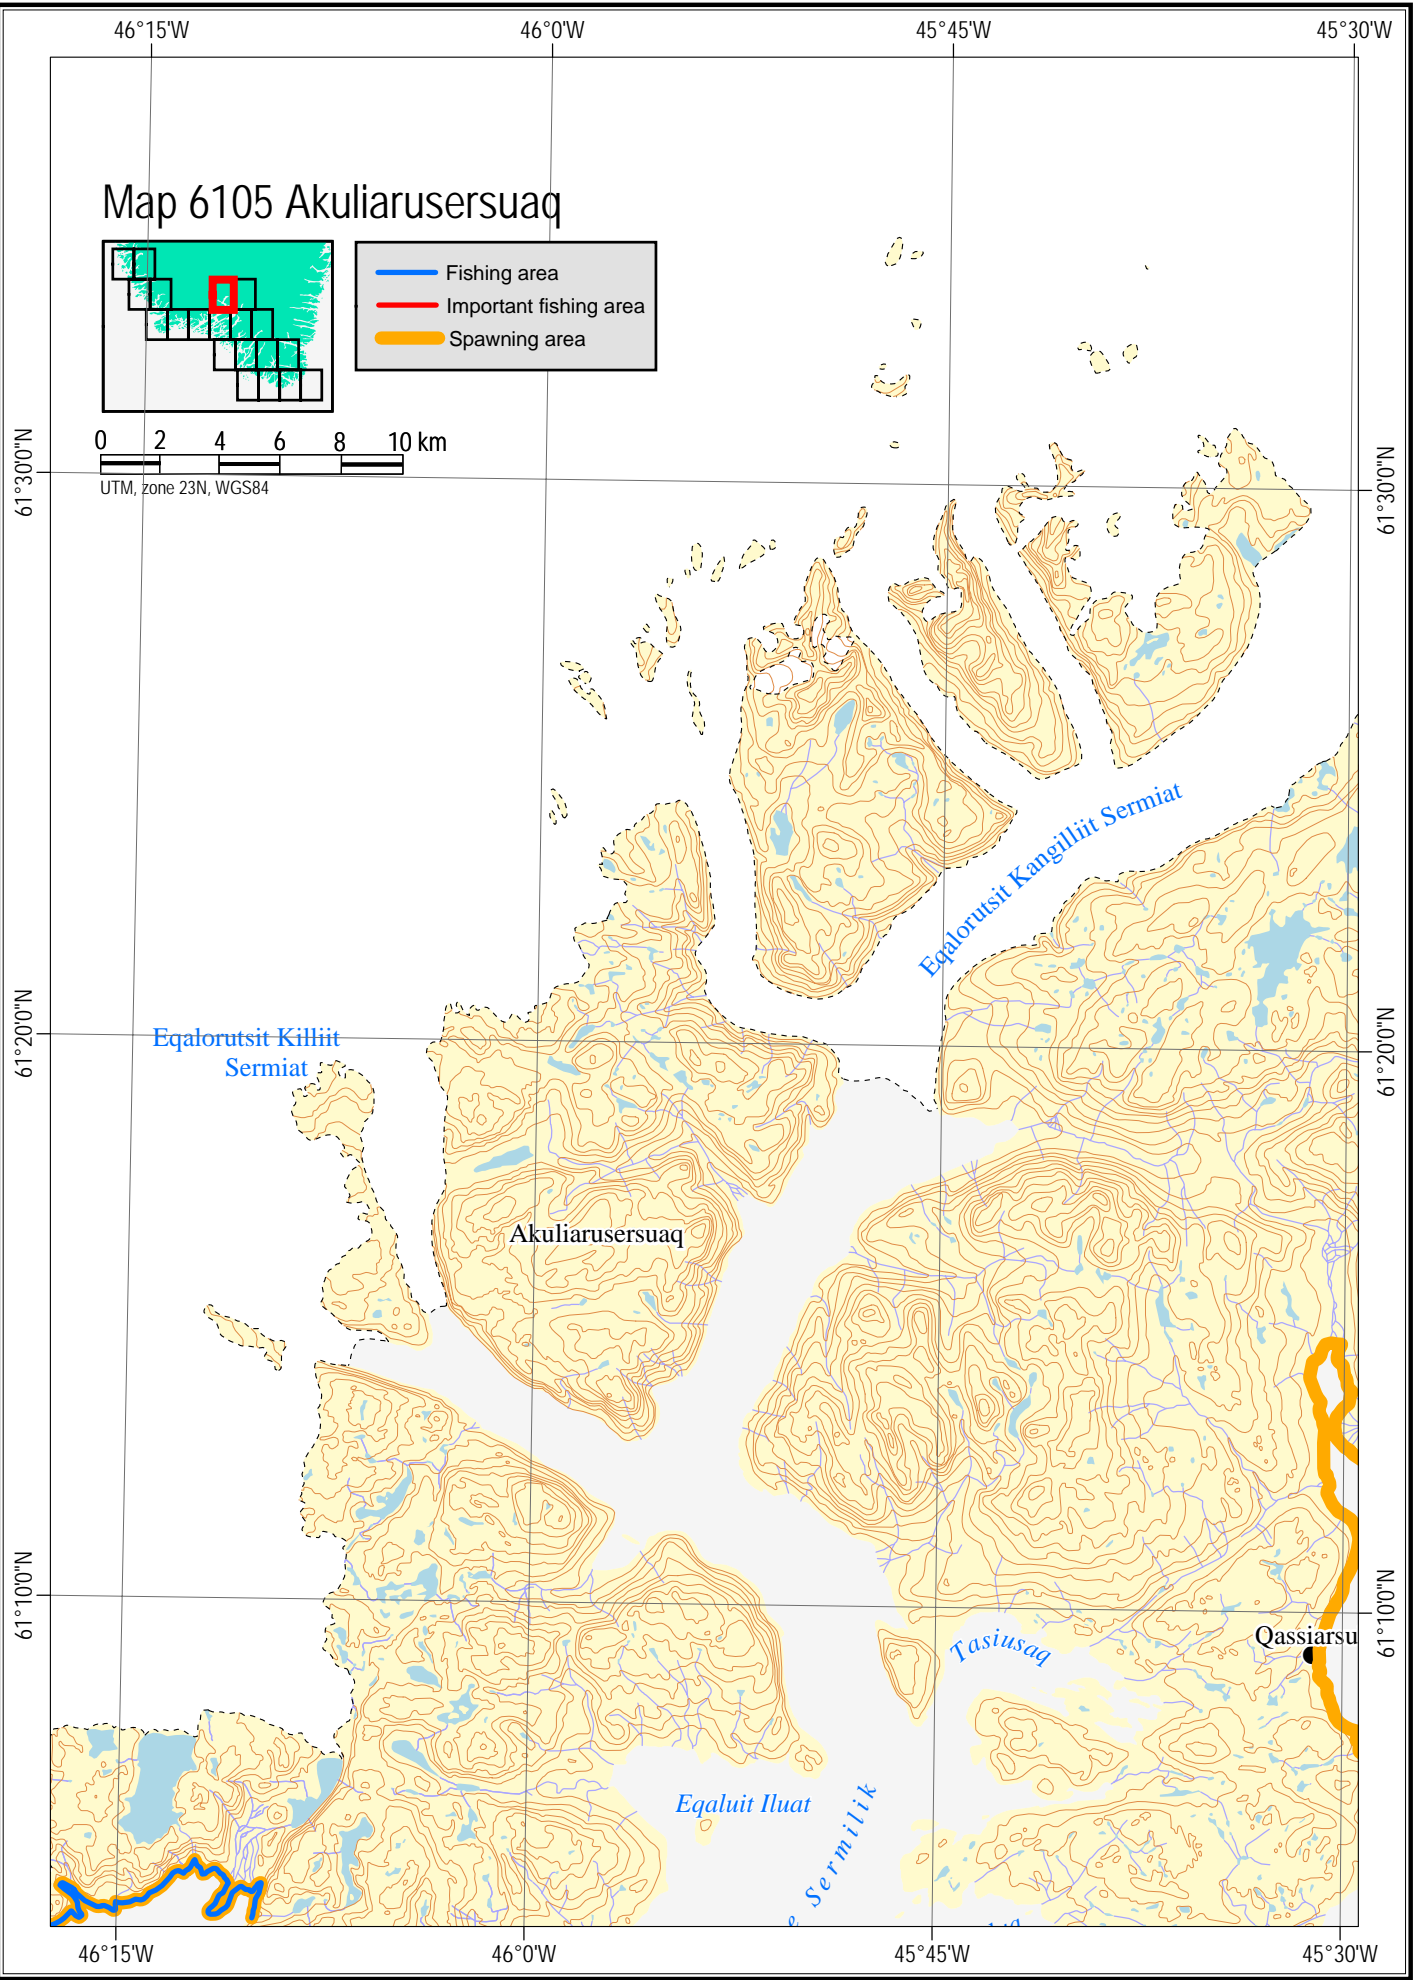 46°15'W 46°0'W 45°45'W 45°30'W
Map 6105 Akuliarusersuaq
Fishing area
Important fishing area
Spawning area
0 2 4 6 8 10 km
UTM, zone 23N, WGS84
61°30'0"N
61°30'0"N
Eqalorutsit Kangilliit Sermiat
61°20'0"N
61°20'0"N
Eqalorutsit Killiit
Sermiat
Akuliarusersuaq
61°10'0"N
61°10'0"N
Qassiarsu
Tasiusaq
Eqaluit Iluat
e Sermilik
46°15'W 46°0'W 45°45'W 45°30'W